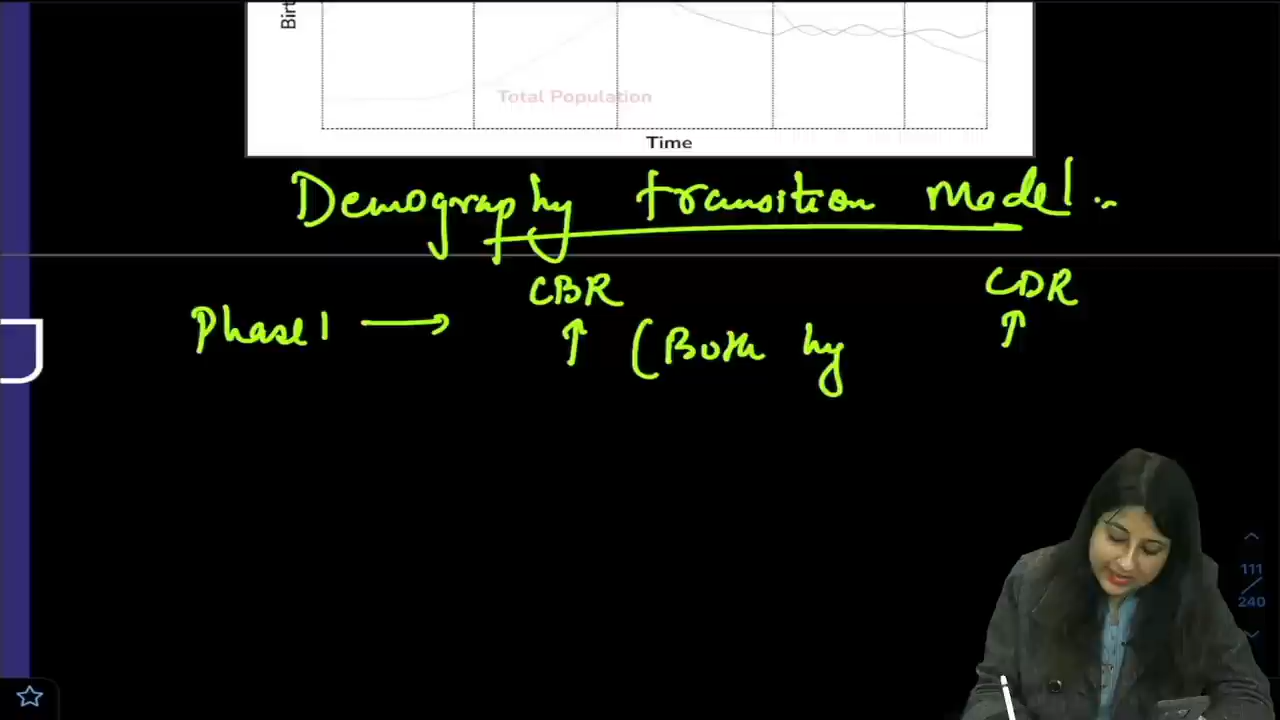 Birt
Total Population
Time
Demography transition Model..
CBR CDR
Phase 1 → ↑ (Both hy ↑
111
240